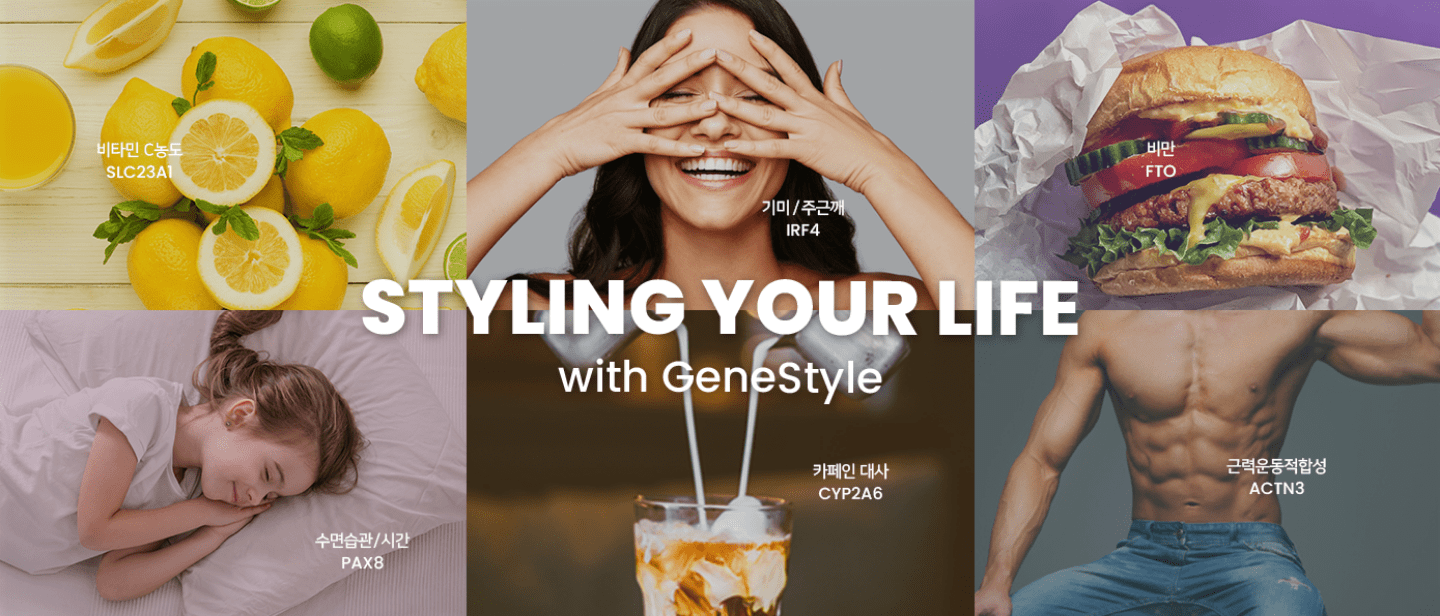 비타민 C농도
SLC23A1
기미 / 주근깨
IRF4
비만
FTO
STYLING YOUR LIFE
with GeneStyle
수면습관/시간
PAX8
카페인 대사
CYP2A6
근력운동적합성
ACTN3